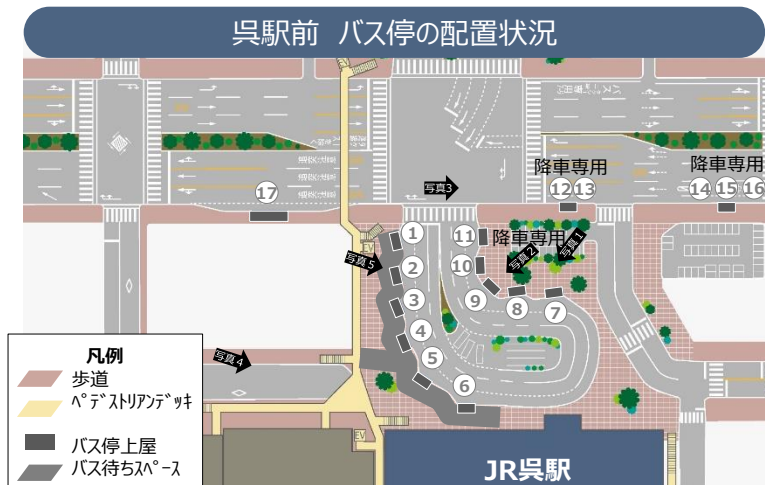 呉駅前 バス停の配置状況
バス専用
写真3
降車専用
降車専用
17
12 13
14 15 16
EV
1
11
降車専用
写真2
写真1
写真5
2
10
3
9
8
7
4
5
6
写真4
EV
JR呉駅
凡例
歩道
ペデストリアンデッキ
バス停上屋
バス待ちスペース